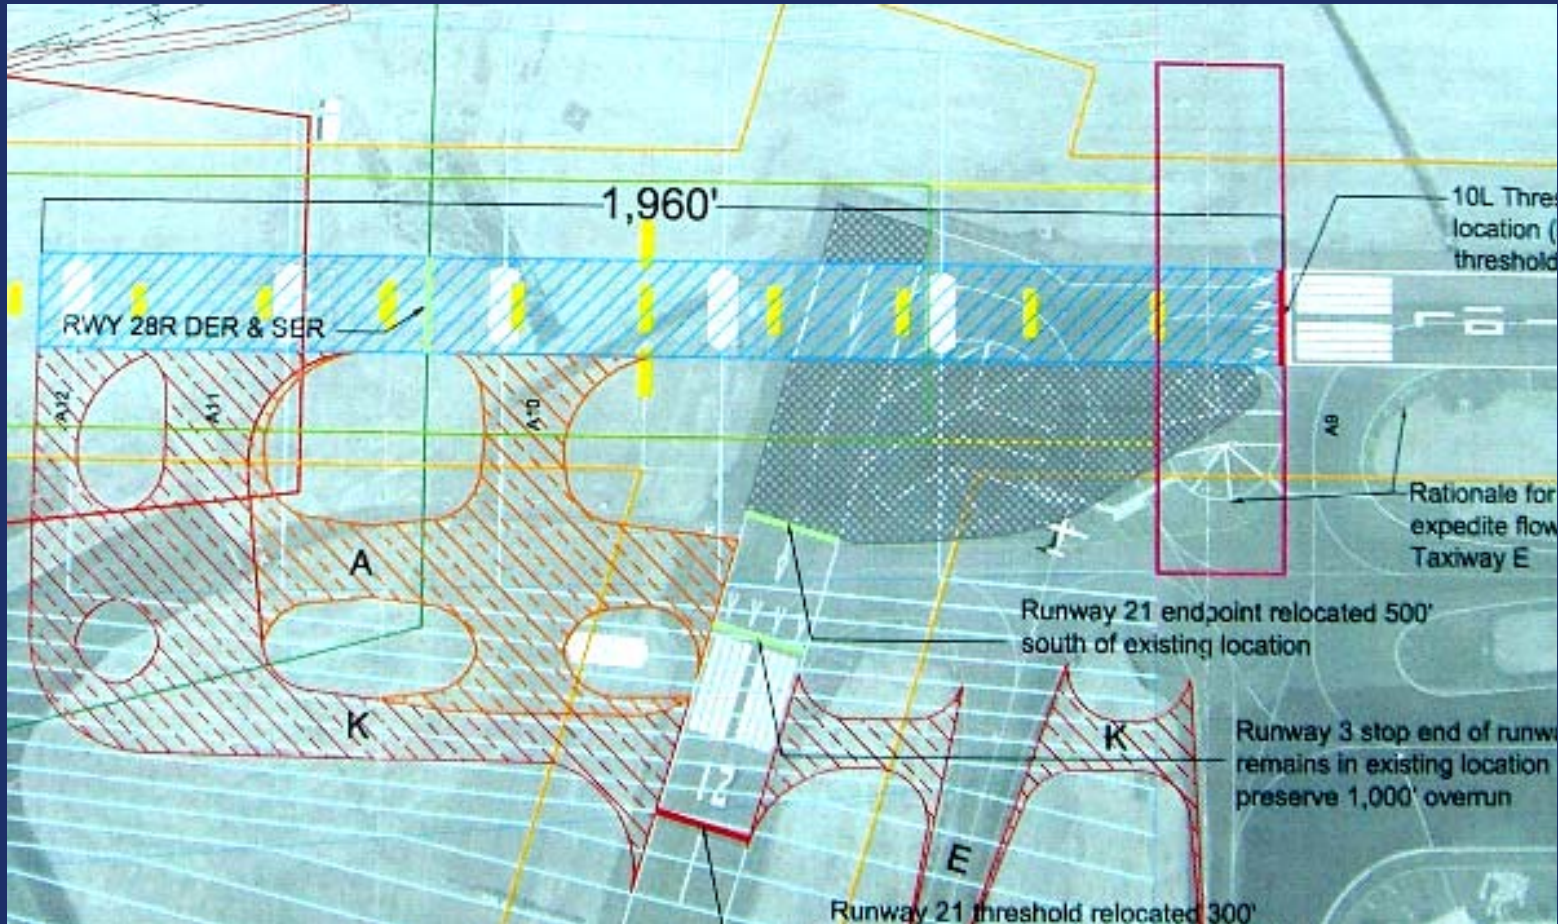 1,960'
10L Thres
location (
threshold
RWY 28R DER & SER
A12
A11
A10
A9
10L
Rationale for
expedite flow
Taxiway E
A
Runway 21 endpoint relocated 500'
south of existing location
K
K
Runway 3 stop end of runwa
remains in existing location
preserve 1,000' overrun
21
E
Runway 21 threshold relocated 300'